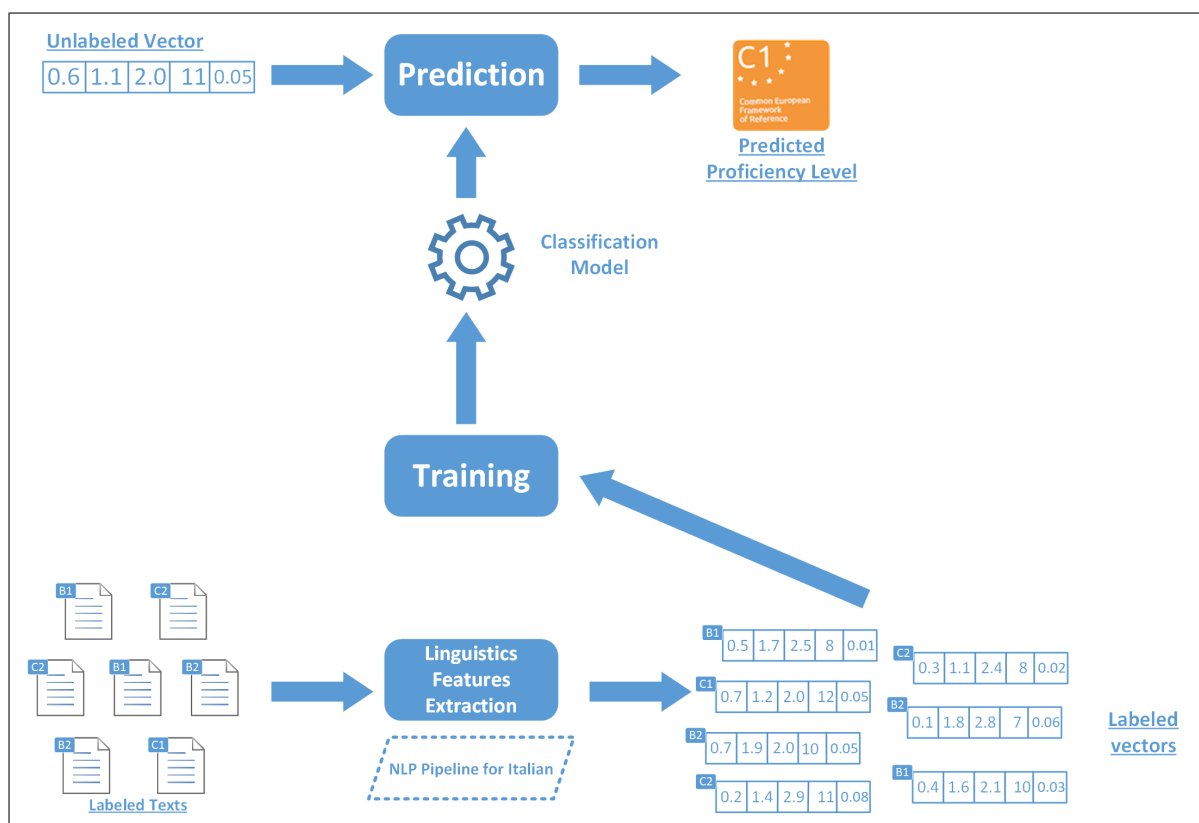 Unlabeled Vector
0.6 1.1 2.0 11 0.05
Prediction
C1
Common European
Framework
of Reference
Predicted
Proficiency Level
Classification
Model
Training
B1
C2
C2
B1
B2
B2
C1
Labeled Texts
Linguistics
Features
Extraction
NLP Pipeline for Italian
B1
0.5 1.7 2.5 8 0.01
C2
0.3 1.1 2.4 8 0.02
C1
0.7 1.2 2.0 12 0.05
B2
0.1 1.8 2.8 7 0.06
B2
0.7 1.9 2.0 10 0.05
C2
0.2 1.4 2.9 11 0.08
B1
0.4 1.6 2.1 10 0.03
Labeled
vectors